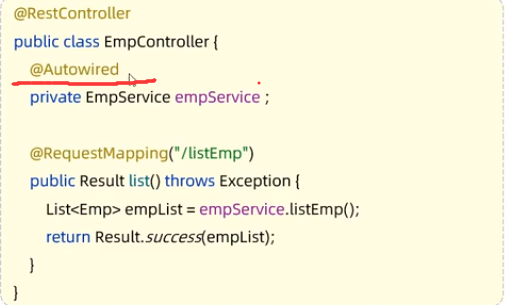 @RestController
public class EmpController {
@Autowired
private EmpService empService ;
@RequestMapping("/listEmp")
public Result list() throws Exception {
List<Emp> empList = empService.listEmp();
return Result.success(empList);
}
}